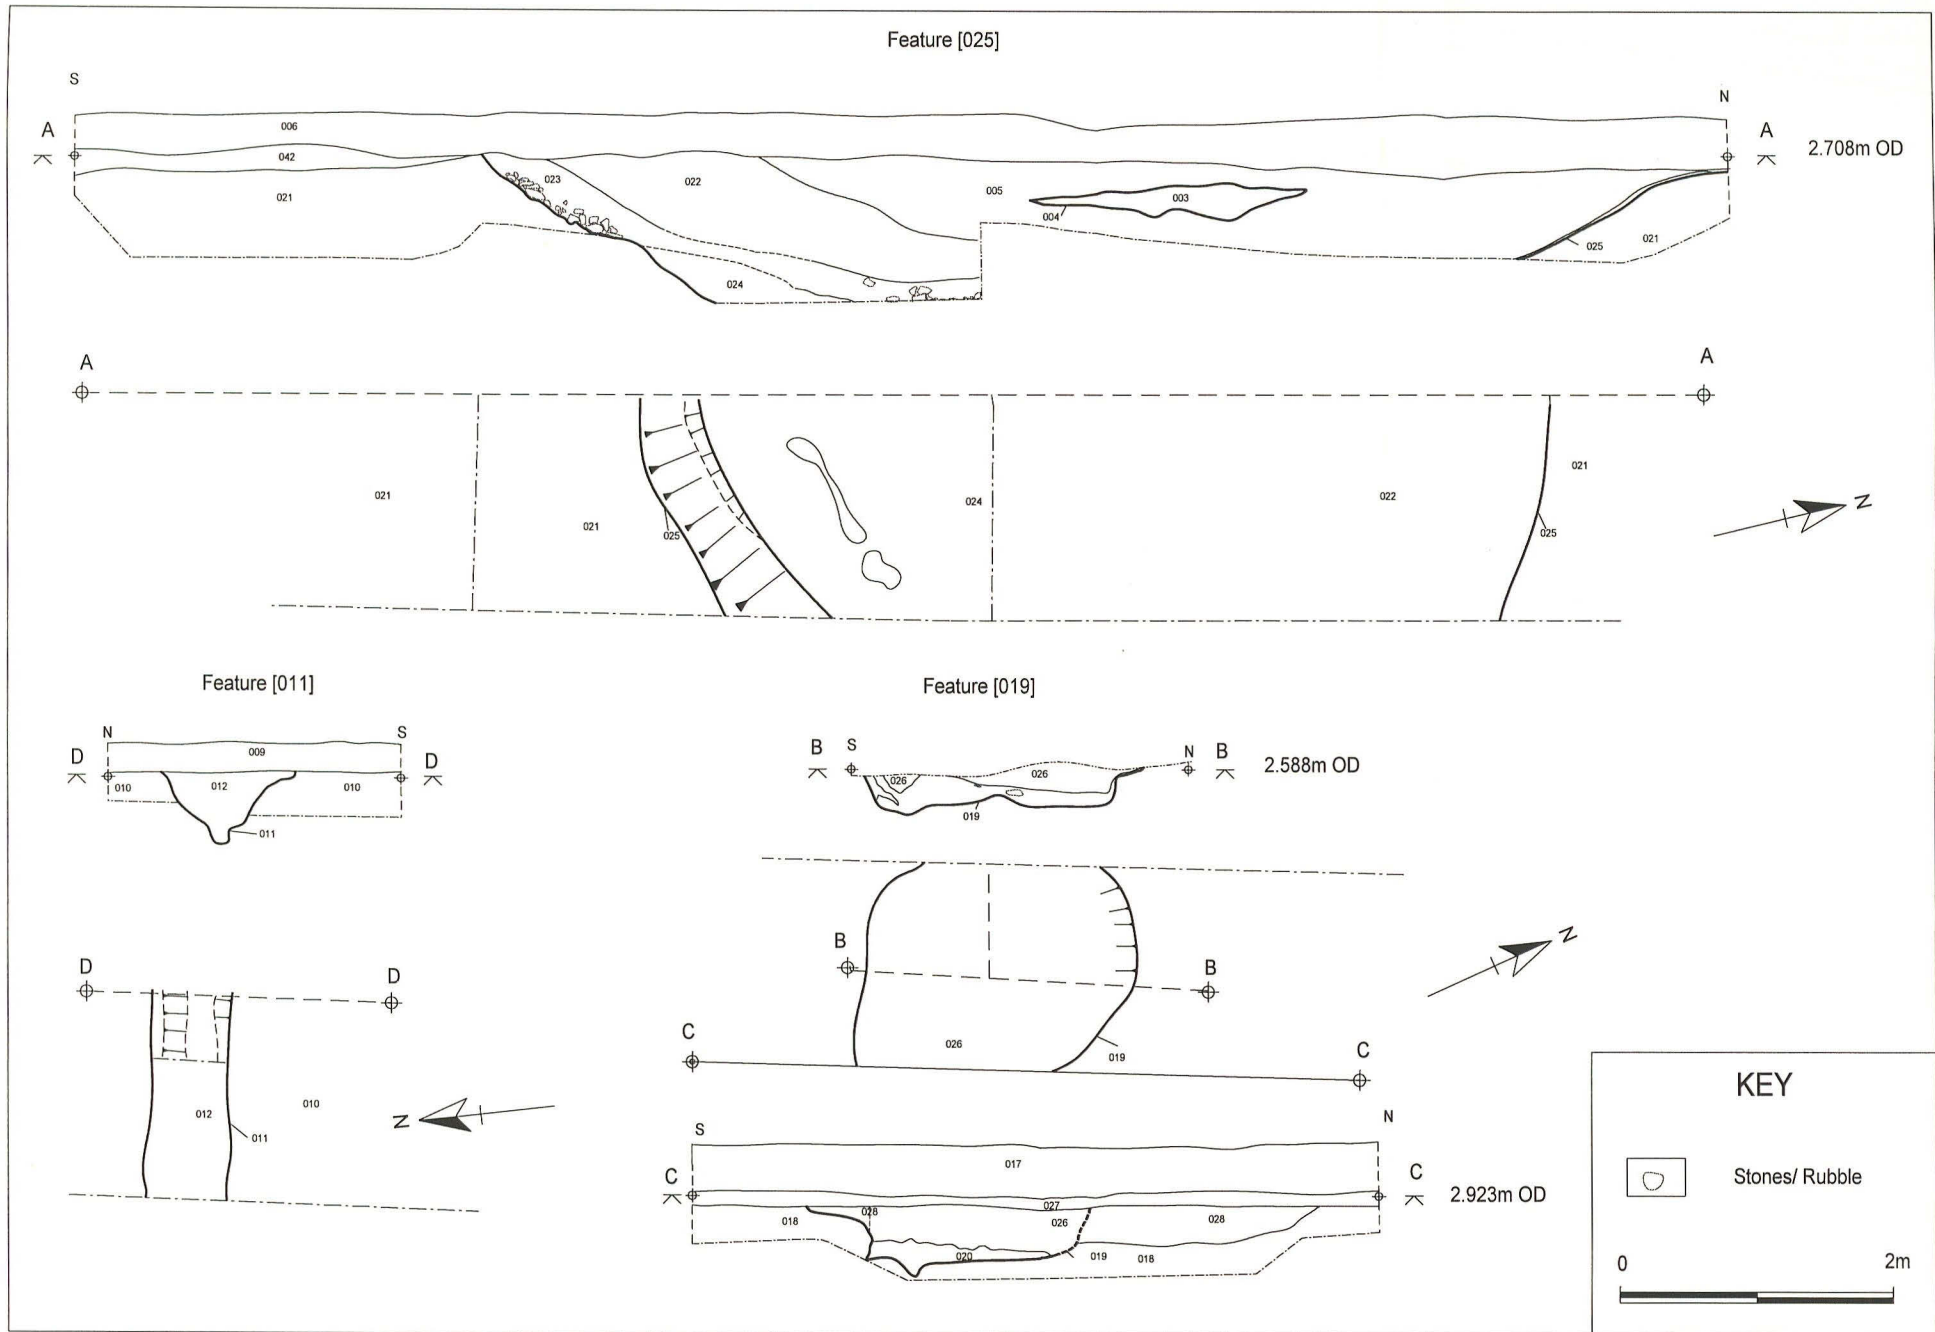 Feature [025]
S
N
A
006
A
2.708m OD
042
023
022
005
003
021
004
025
021
024
A
A
021
021
025
024
022
021
025
N
Feature [011]
N
S
D
009
D
010
012
010
011
D
D
012
010
011
N
Feature [019]
B
S
N
B
2.588m OD
026
026
019
B
B
C
026
019
C
N
S
N
017
C
C
2.923m OD
027
028
018
026
028
020
019
018
KEY
Stones/ Rubble
0
2m